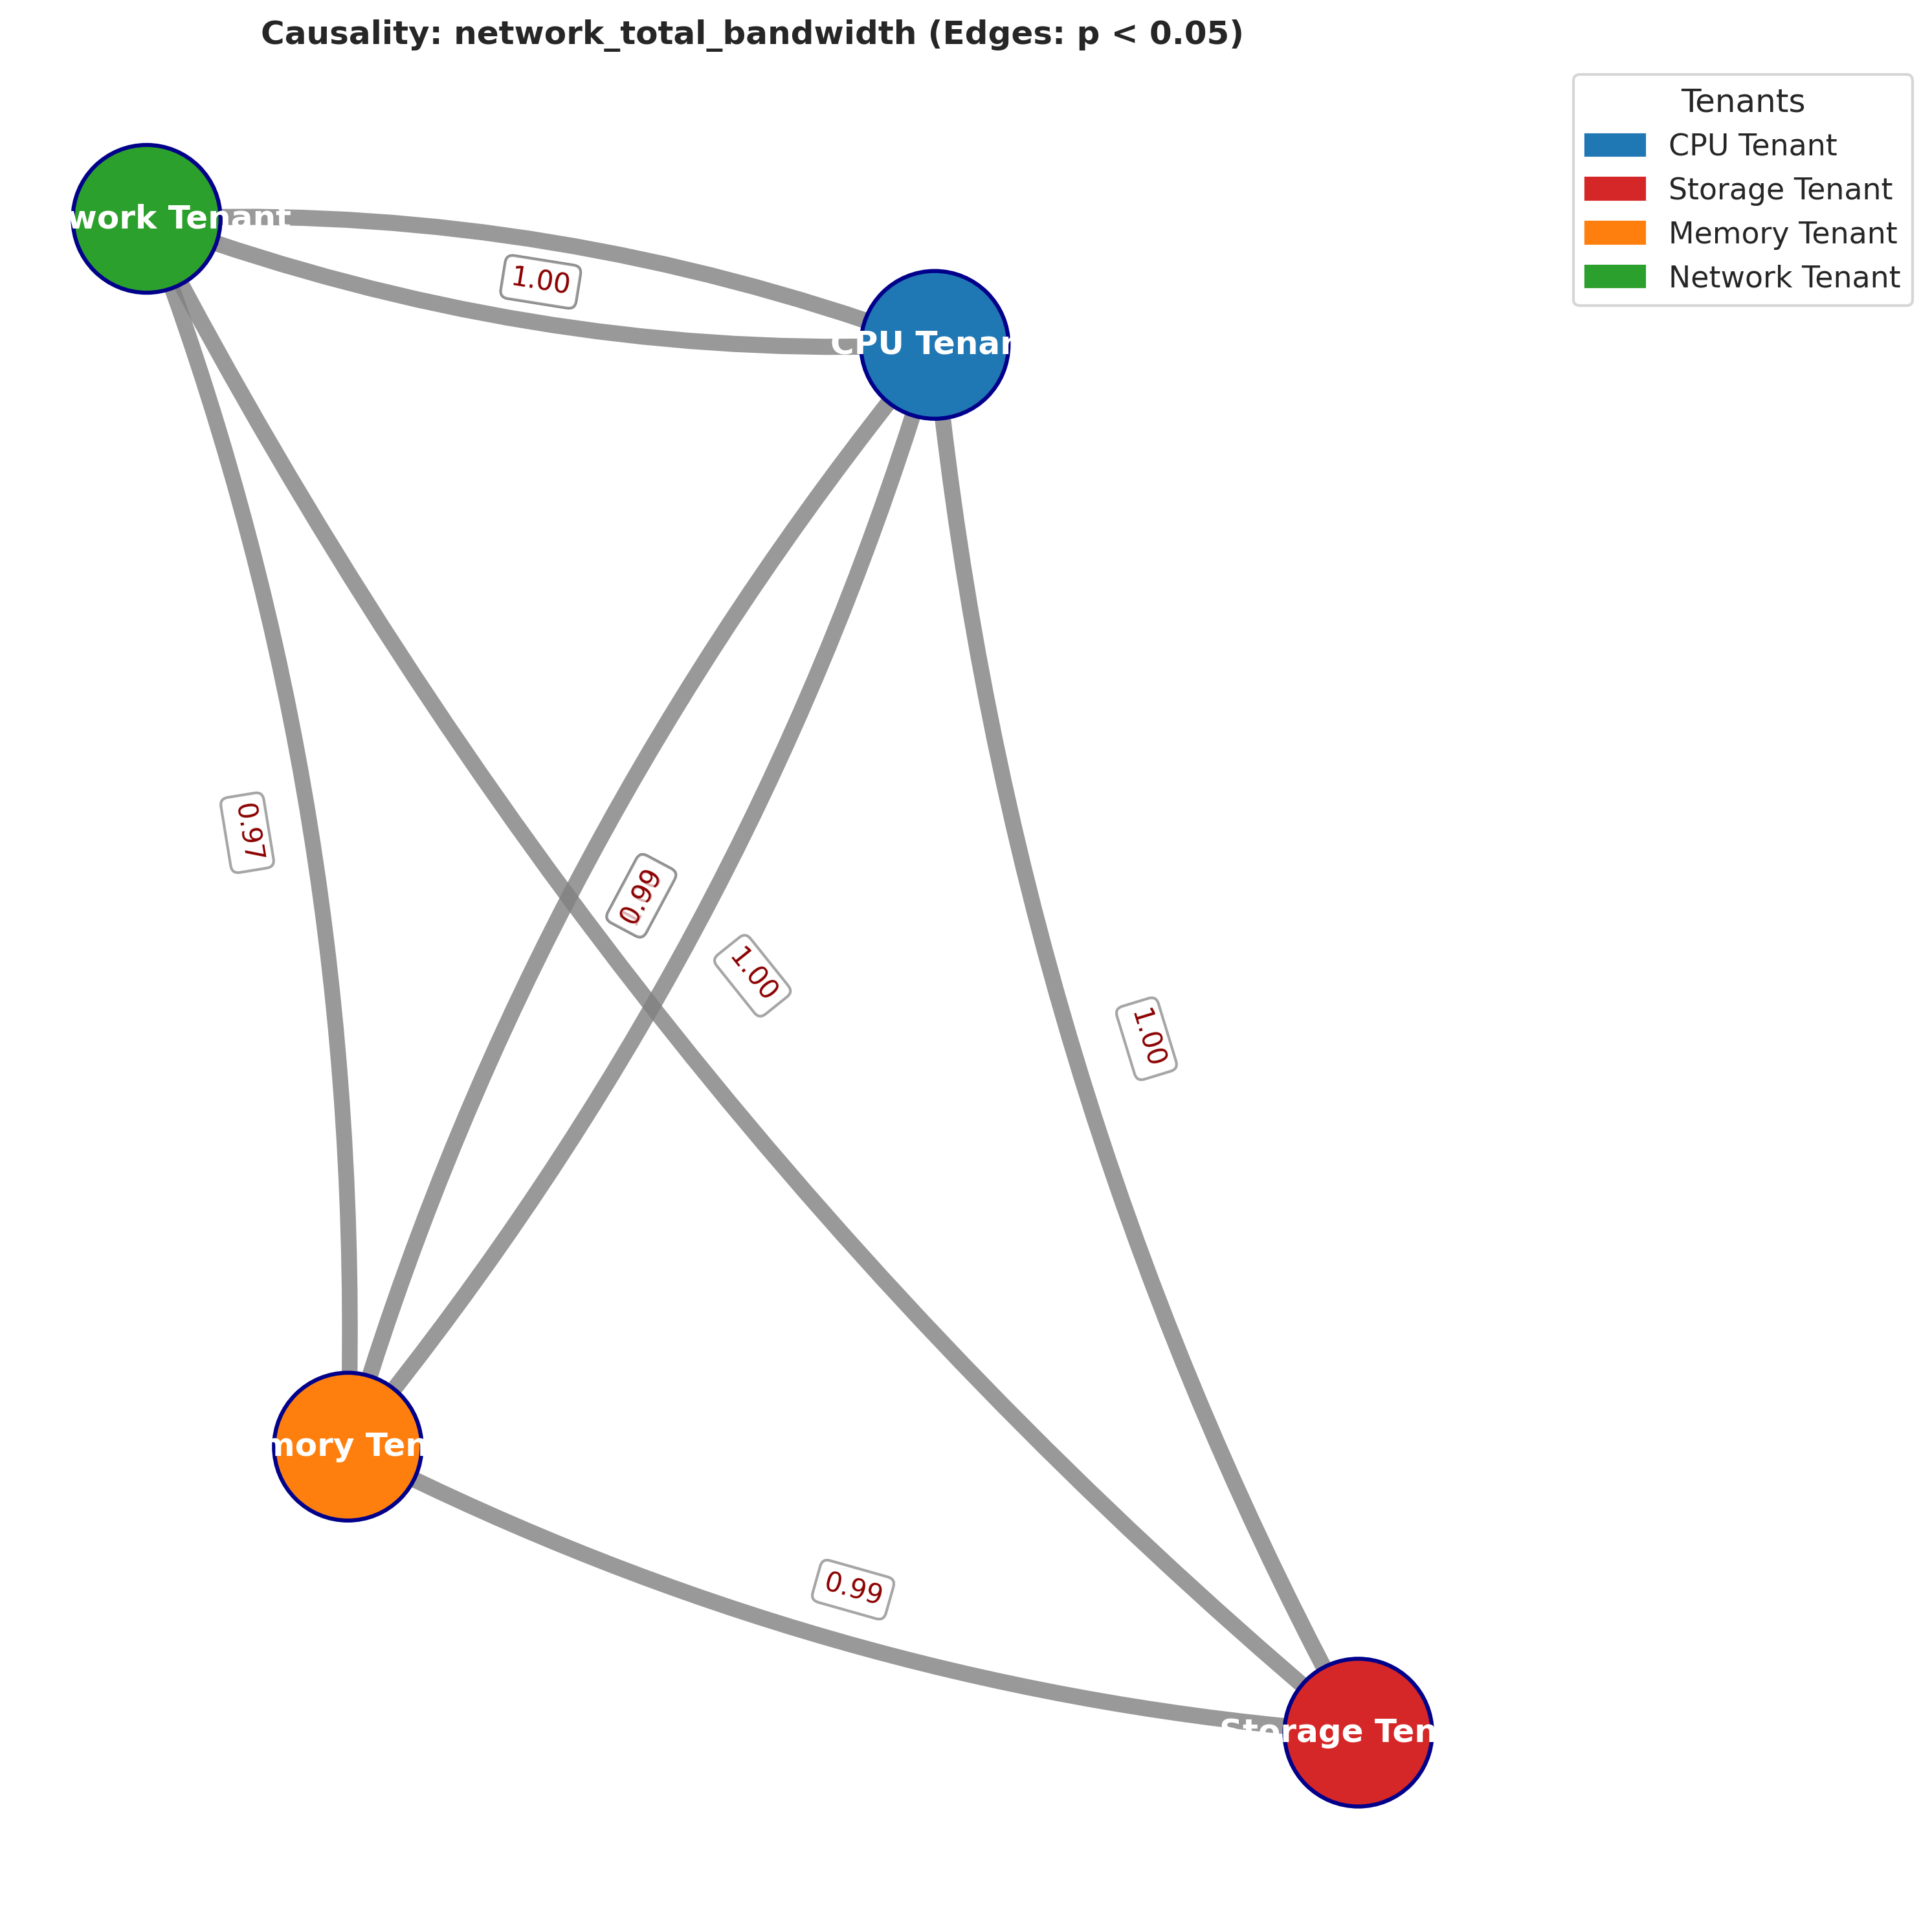 Causality: network_total_bandwidth (Edges: p < 0.05)
Tenants
CPU Tenant
Storage Tenant
Memory Tenant
Network Tenant
work Tenant
1.00
CPU Tenan
0.97
0.99
1.00
1.00
mory Ten
0.99
Storage Ten